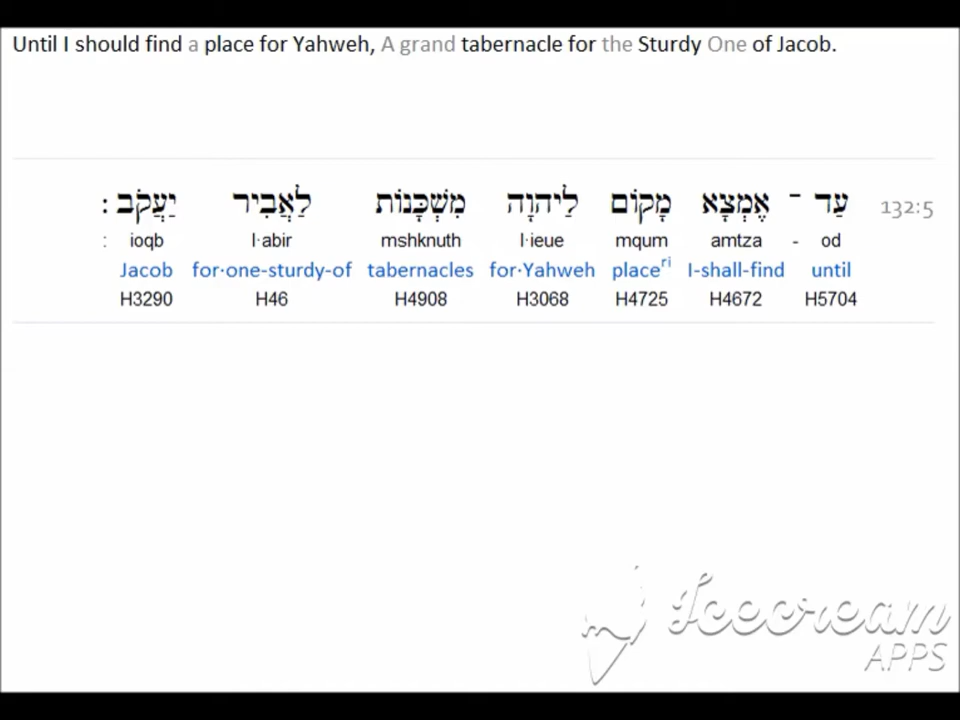 Until I should find a place for Yahweh, A grand tabernacle for the Sturdy One of Jacob.
עַד ־ אֶמְצָא מָקוֹם לַיהוָה מִשְׁכָּנוֹת לַאֲבִיר יַעֲקֹב : 132:5
: ioqb l·abir mshknuth l·ieue mqum amtza - od
Jacob for·one-sturdy-of tabernacles for·Yahweh place ri I-shall-find until
H3290 H46 H4908 H3068 H4725 H4672 H5704
Icecream
APPS